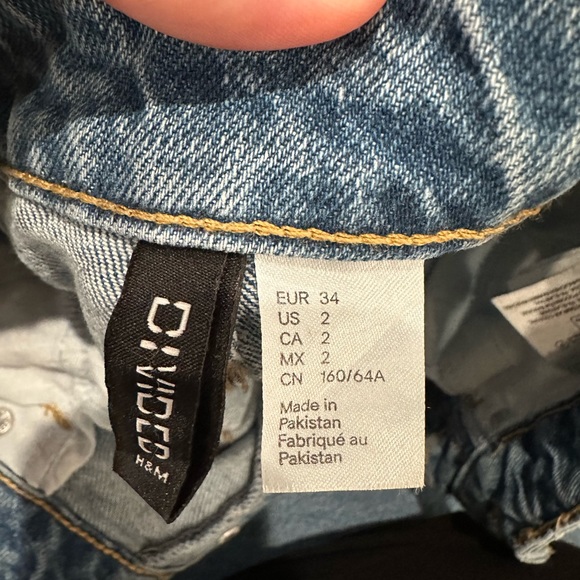 DIVIDED
H&M
EUR 34
US 2
CA 2
MX 2
CN 160/64A
Made in
Pakistan
Fabriqué au
Pakistan